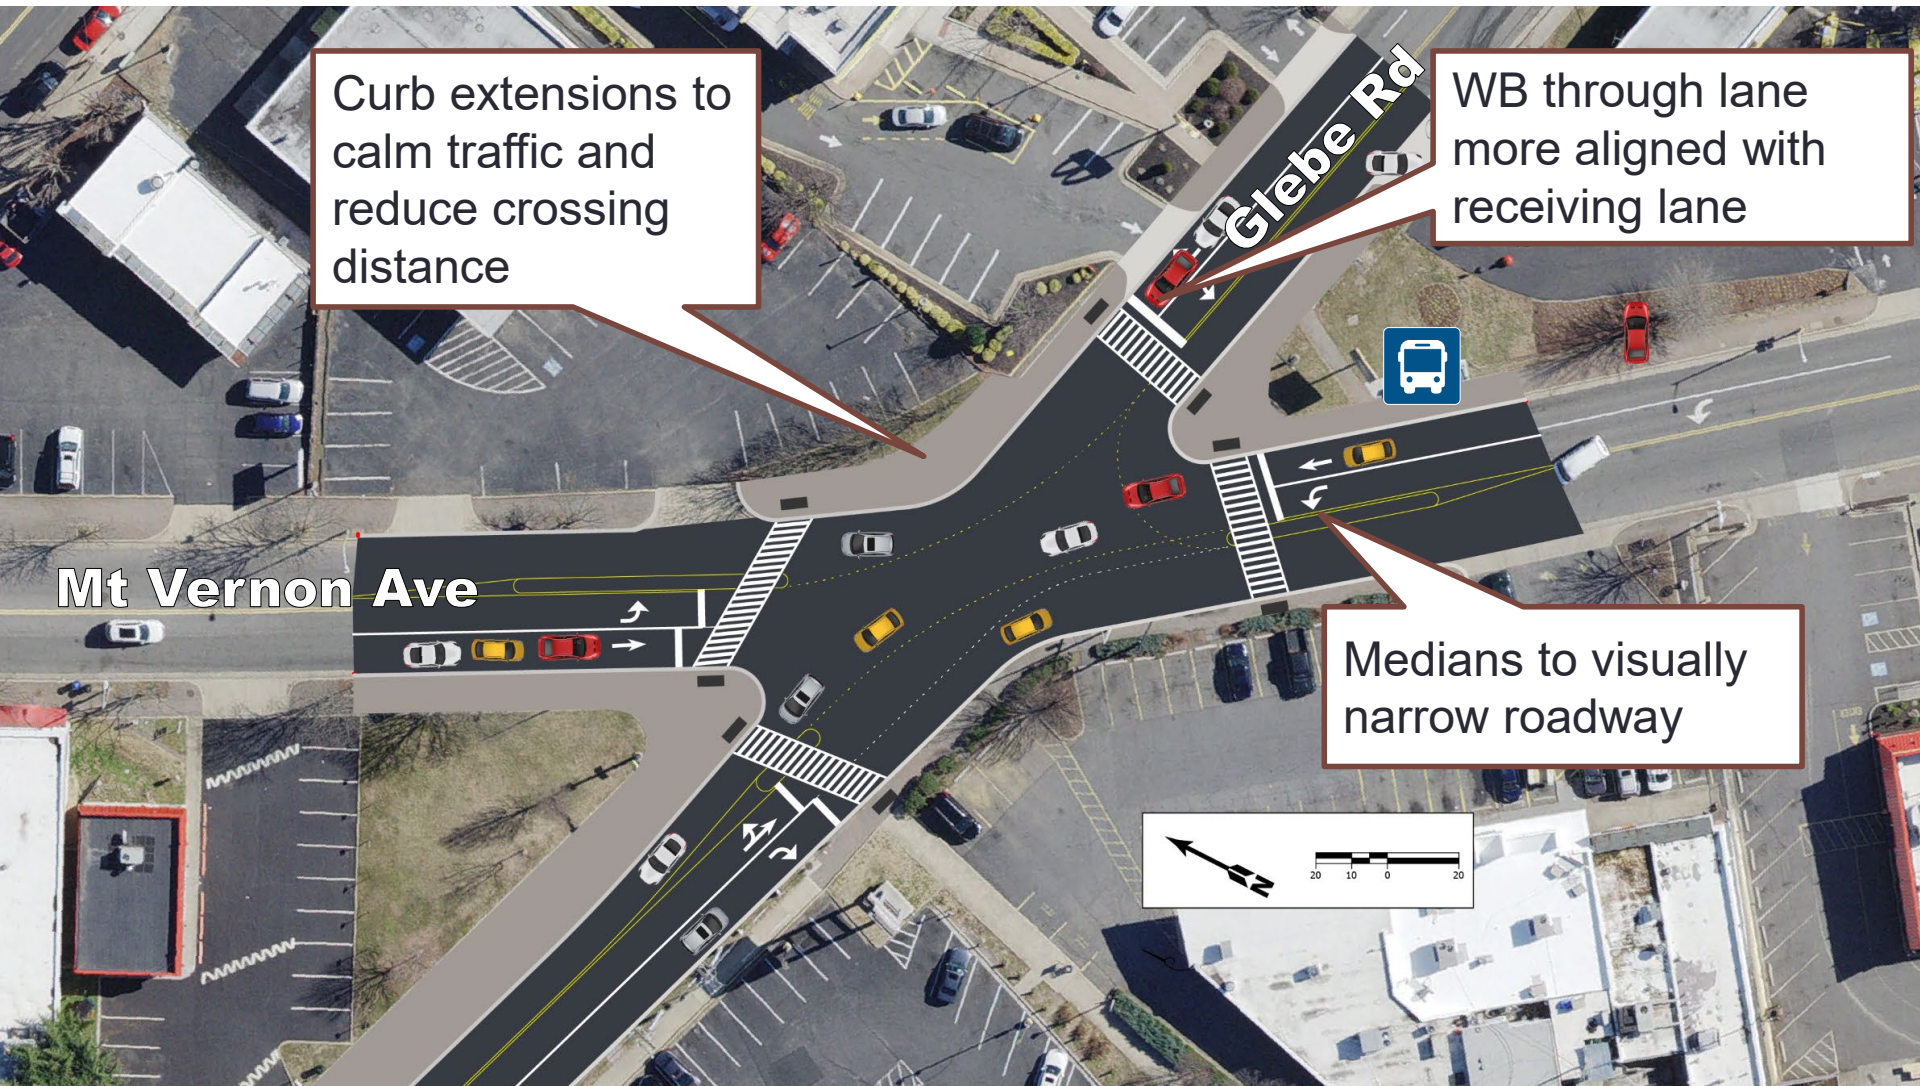 Curb extensions to
calm traffic and
reduce crossing
distance
Glebe Rd
WB through lane
more aligned with
receiving lane
Mt Vernon Ave
Medians to visually
narrow roadway
N
20 10 0 20